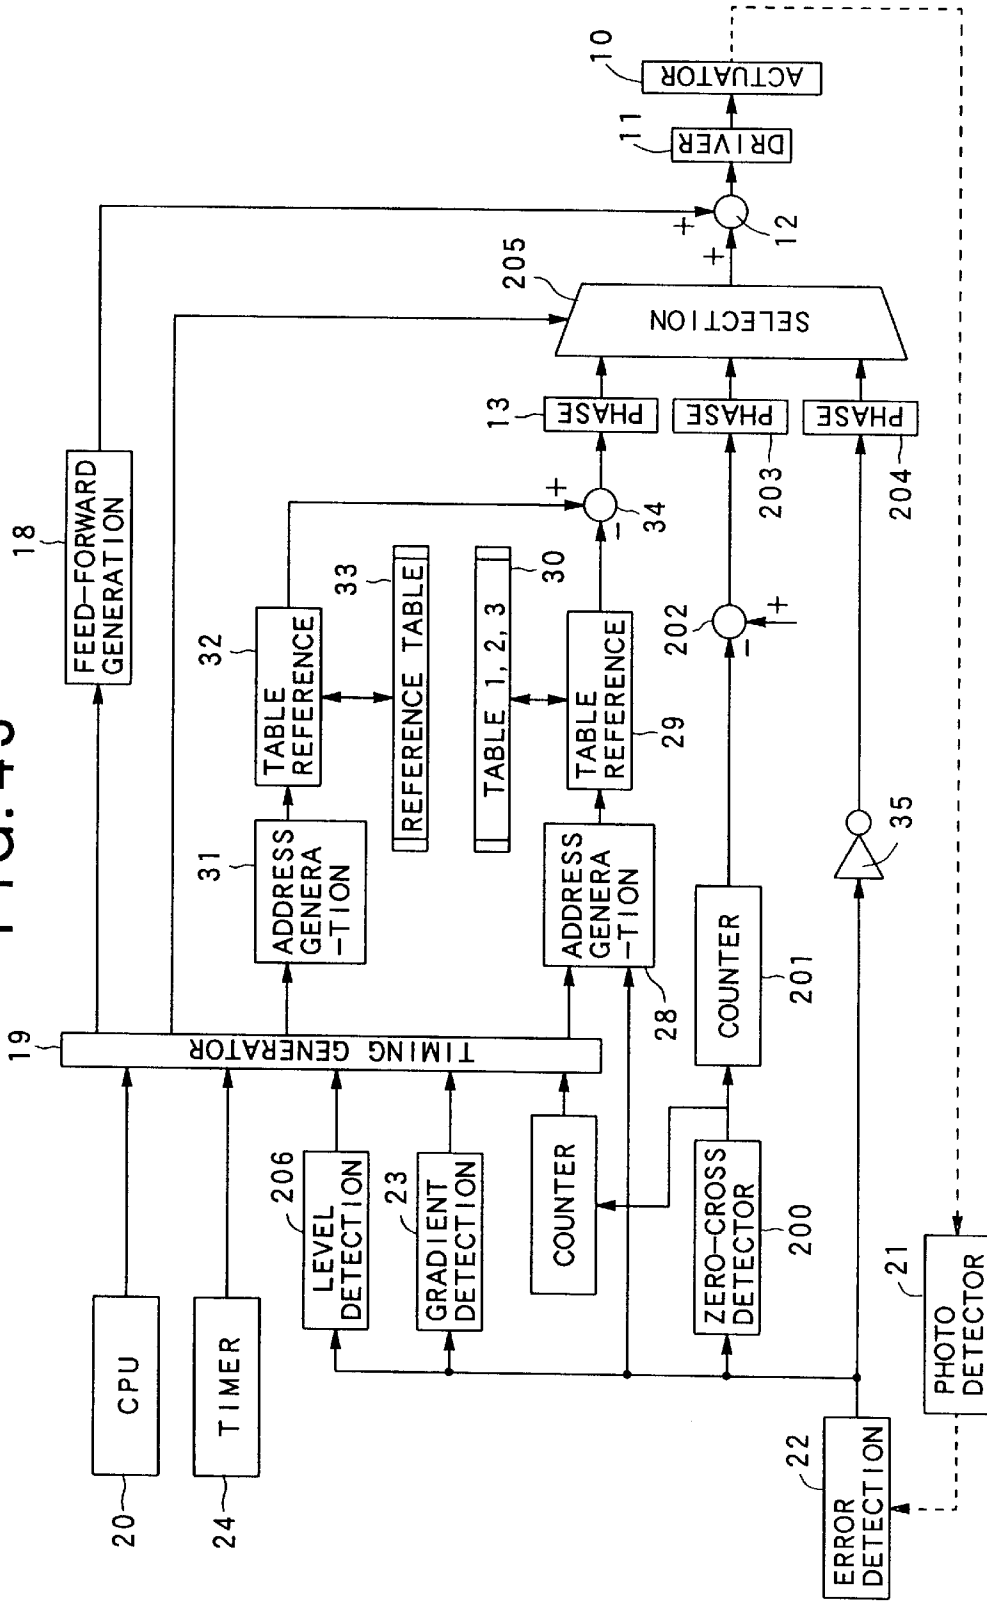 18
FEED-FORWARD
GENERATION
19
TIMING GENERATOR
20
CPU
24
TIMER
31
ADDRESS
GENERA
-TION
32
TABLE
REFERENCE
33
REFERENCE TABLE
30
TABLE 1, 2, 3
29
TABLE
REFERENCE
28
ADDRESS
GENERA
-TION
206
LEVEL
DETECTION
23
GRADIENT
DETECTION
COUNTER
200
ZERO-CROSS
DETECTOR
201
COUNTER
202
+
-
34
+
-
13
PHASE
203
PHASE
204
PHASE
205
SELECTION
12
+
+
11
DRIVER
10
ACTUATOR
35
22
ERROR
DETECTION
21
PHOTO
DETECTOR